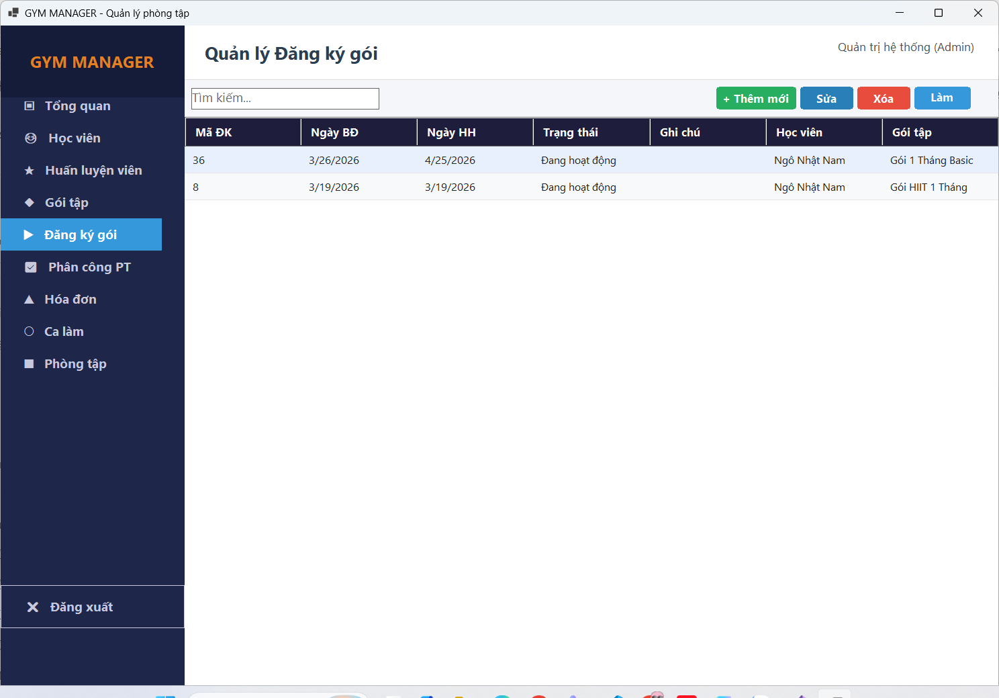 GYM MANAGER - Quản lý phòng tập
GYM MANAGER
Quản lý Đăng ký gói
Quản trị hệ thống (Admin)
Tìm kiếm...
+ Thêm mới
Sửa
Xóa
Làm
Tổng quan
Học viên
Huấn luyện viên
Gói tập
Đăng ký gói
Phân công PT
Hóa đơn
Ca làm
Phòng tập
Đăng xuất
Mã ĐK Ngày BĐ Ngày HH Trạng thái Ghi chú Học viên Gói tập
36 3/26/2026 4/25/2026 Đang hoạt động Ngô Nhật Nam Gói 1 Tháng Basic
8 3/19/2026 3/19/2026 Đang hoạt động Ngô Nhật Nam Gói HIIT 1 Tháng